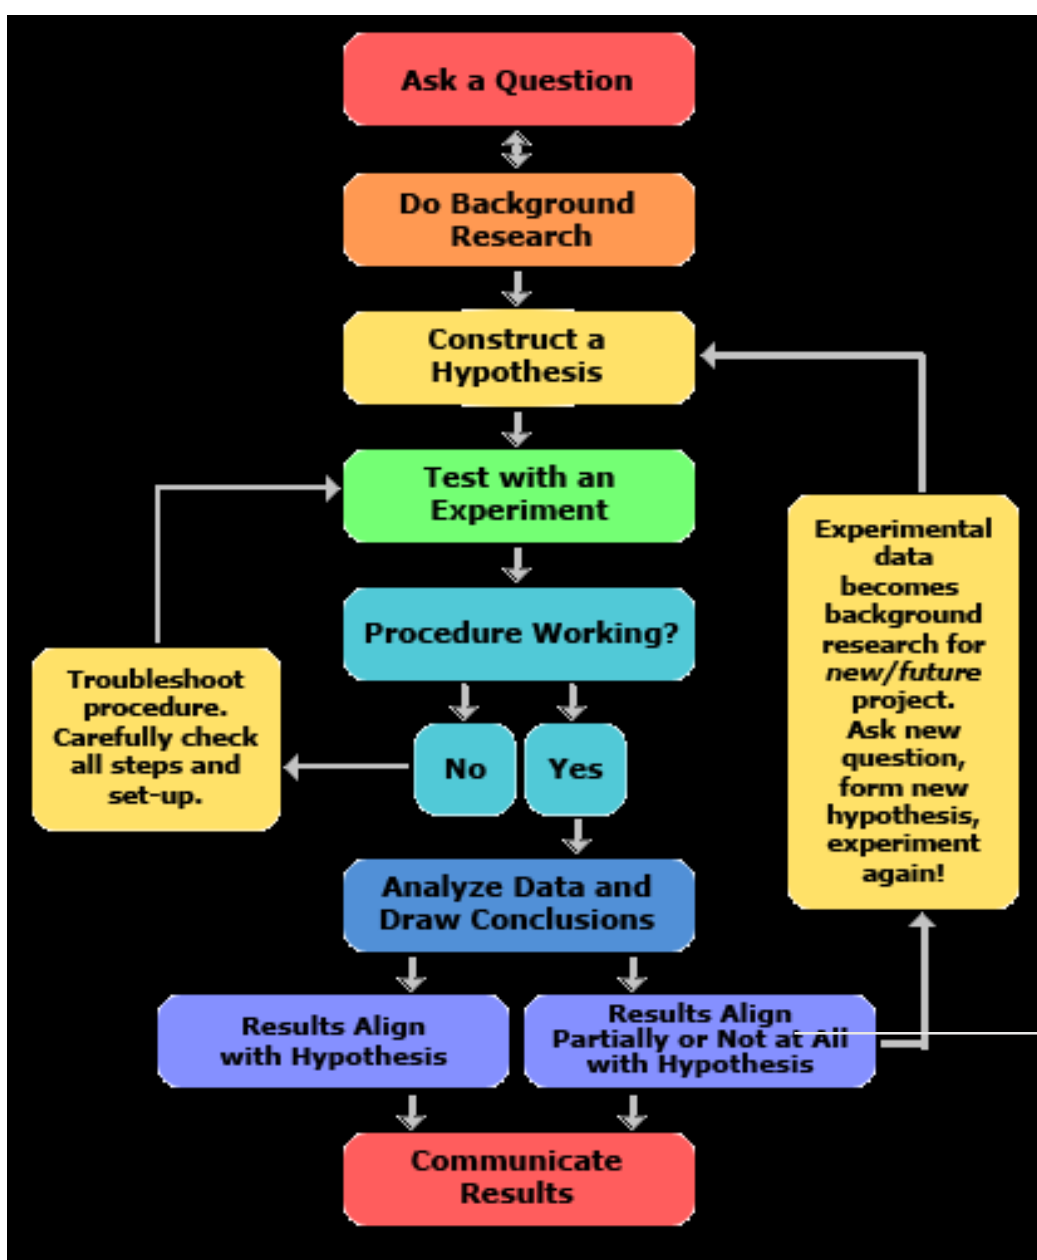 Ask a Question
Do Background
Research
Construct a
Hypothesis
Test with an
Experiment
Procedure Working?
Troubleshoot
procedure.
Carefully check
all steps and
set-up.
No
Yes
Experimental
data
becomes
background
research for
new/future
project.
Ask new
question,
form new
hypothesis,
experiment
again!
Analyze Data and
Draw Conclusions
Results Align
with Hypothesis
Results Align
Partially or Not at All
with Hypothesis
Communicate
Results